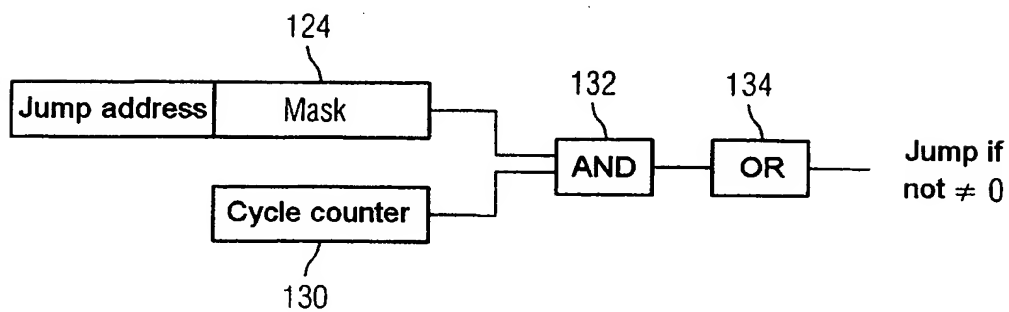 124
Jump address Mask
132
134
AND
OR
Jump if
not ≠ 0
Cycle counter
130